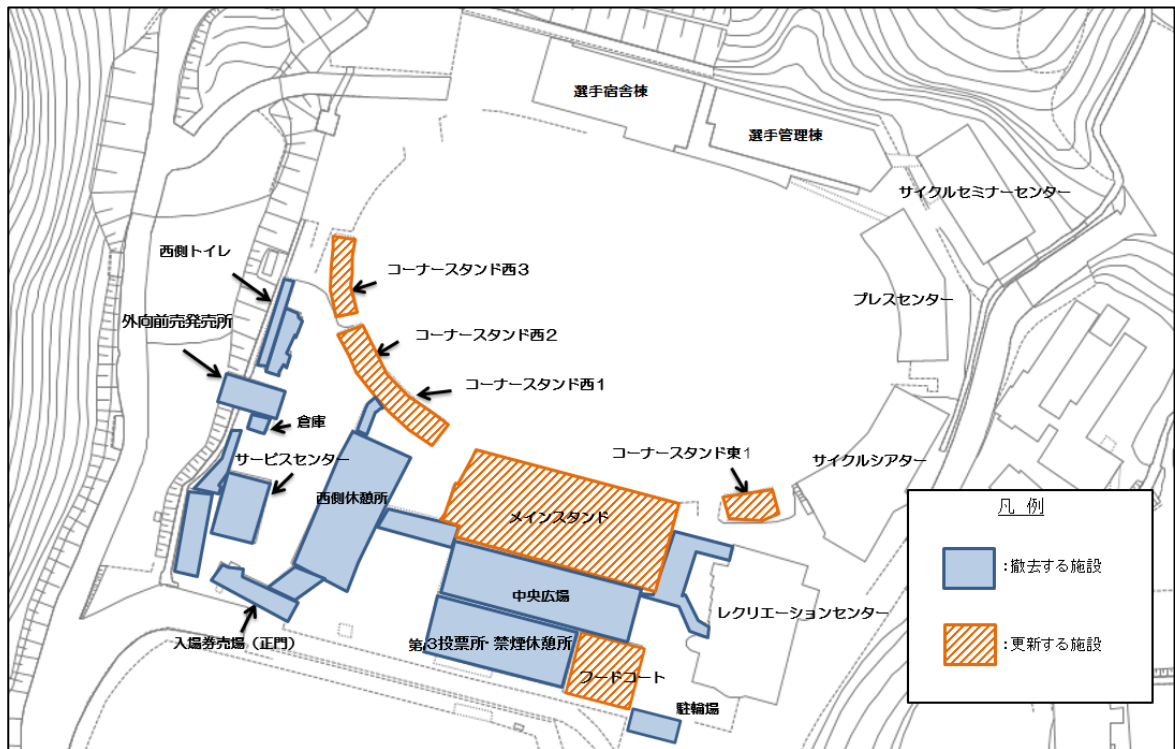 選手宿舎棟
選手管理棟
サイクルセミナーセンター
西側トイレ
コーナースタンド西3
プレスセンター
外向前売発売所
コーナースタンド西2
コーナースタンド西1
倉庫
サービスセンター
西側休憩所
コーナースタンド東1
サイクルシアター
メインスタンド
凡 例
:撤去する施設
:更新する施設
中央広場
レクリエーションセンター
入場券売場(正門)
第3投票所・禁煙休憩所
フードコート
駐輪場